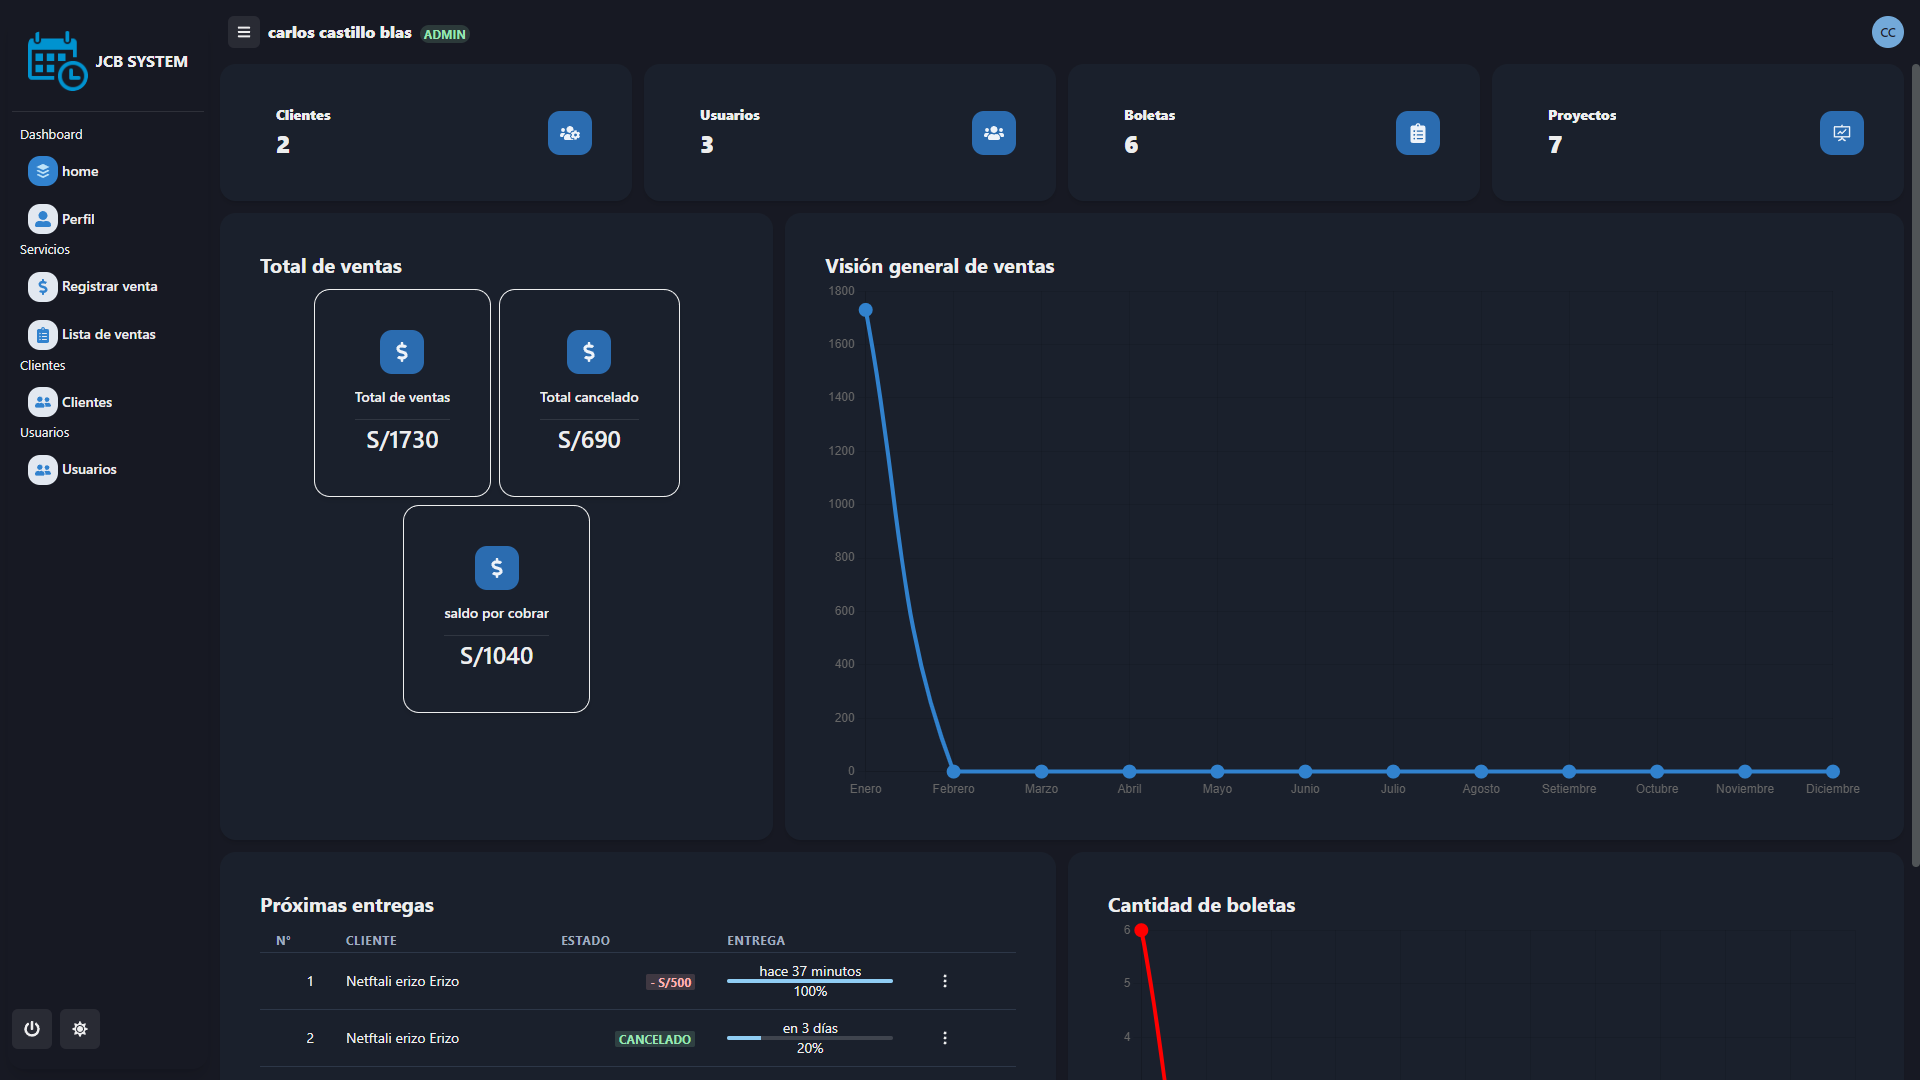 JCB SYSTEM
Dashboard
home
Perfil
Servicios
Registrar venta
Lista de ventas
Clientes
Clientes
Usuarios
Usuarios
carlos castillo blas ADMIN
CC
Clientes
2
Usuarios
3
Boletas
6
Proyectos
7
Total de ventas
Total de ventas
S/1730
Total cancelado
S/690
saldo por cobrar
S/1040
Visión general de ventas
1800
1600
1400
1200
1000
800
600
400
200
0
Enero Febrero Marzo Abril Mayo Junio Julio Agosto Setiembre Octubre Noviembre Diciembre
Próximas entregas
N° CLIENTE ESTADO ENTREGA
1 Netftali erizo Erizo - S/500 hace 37 minutos
100%
2 Netftali erizo Erizo CANCELADO en 3 días
20%
Cantidad de boletas
6
5
4